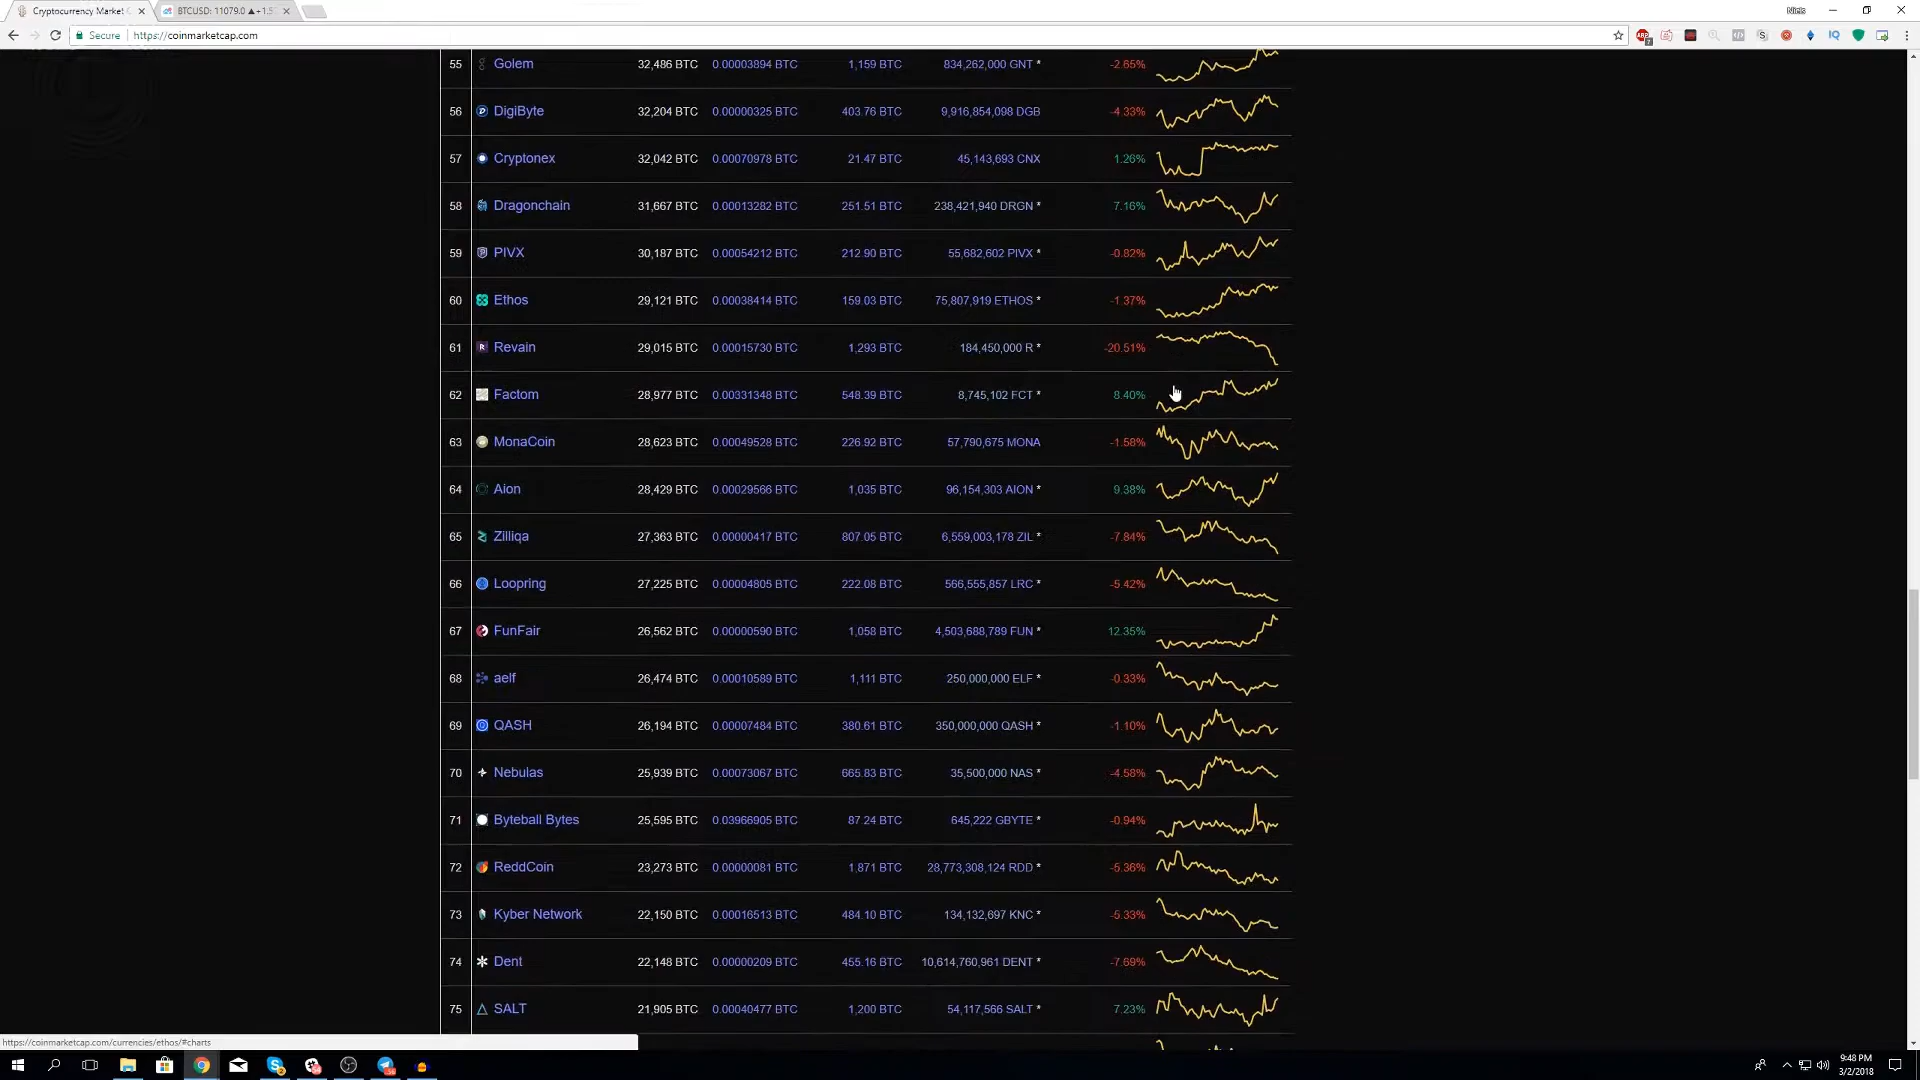 Cryptocurrency Market
BTCUSD: 11079.0 ▲+1.5
Niels
Secure https://coinmarketcap.com
55 Golem 32,486 BTC 0.00003894 BTC 1,159 BTC 834,262,000 GNT * -2.65%
56 DigiByte 32,204 BTC 0.00000325 BTC 403.76 BTC 9,916,854,098 DGB -4.33%
57 Cryptonex 32,042 BTC 0.00070978 BTC 21.47 BTC 45,143,693 CNX 1.26%
58 Dragonchain 31,667 BTC 0.00013282 BTC 251.51 BTC 238,421,940 DRGN * 7.16%
59 PIVX 30,187 BTC 0.00054212 BTC 212.90 BTC 55,682,602 PIVX * -0.82%
60 Ethos 29,121 BTC 0.00038414 BTC 159.03 BTC 75,807,919 ETHOS * -1.37%
61 Revain 29,015 BTC 0.00015730 BTC 1,293 BTC 184,450,000 R * -20.51%
62 Factom 28,977 BTC 0.00331348 BTC 548.39 BTC 8,745,102 FCT * 8.40%
63 MonaCoin 28,623 BTC 0.00049528 BTC 226.92 BTC 57,790,675 MONA -1.58%
64 Aion 28,429 BTC 0.00029566 BTC 1,035 BTC 96,154,303 AION * 9.38%
65 Zilliqa 27,363 BTC 0.00000417 BTC 807.05 BTC 6,559,003,178 ZIL * -7.84%
66 Loopring 27,225 BTC 0.00004805 BTC 222.08 BTC 566,555,857 LRC * -5.42%
67 FunFair 26,562 BTC 0.00000590 BTC 1,058 BTC 4,503,688,789 FUN * 12.35%
68 aelf 26,474 BTC 0.00010589 BTC 1,111 BTC 250,000,000 ELF * -0.33%
69 QASH 26,194 BTC 0.00007484 BTC 380.61 BTC 350,000,000 QASH * -1.10%
70 Nebulas 25,939 BTC 0.00073067 BTC 665.83 BTC 35,500,000 NAS * -4.58%
71 Byteball Bytes 25,595 BTC 0.03966905 BTC 87.24 BTC 645,222 GBYTE * -0.94%
72 ReddCoin 23,273 BTC 0.00000081 BTC 1,871 BTC 28,773,308,124 RDD * -5.36%
73 Kyber Network 22,150 BTC 0.00016513 BTC 484.10 BTC 134,132,697 KNC * -5.33%
74 Dent 22,148 BTC 0.00000209 BTC 455.16 BTC 10,614,760,961 DENT * -7.69%
75 SALT 21,905 BTC 0.00040477 BTC 1,200 BTC 54,117,566 SALT * 7.23%
https://coinmarketcap.com/currencies/ethos/#charts
9:48 PM
3/2/2018